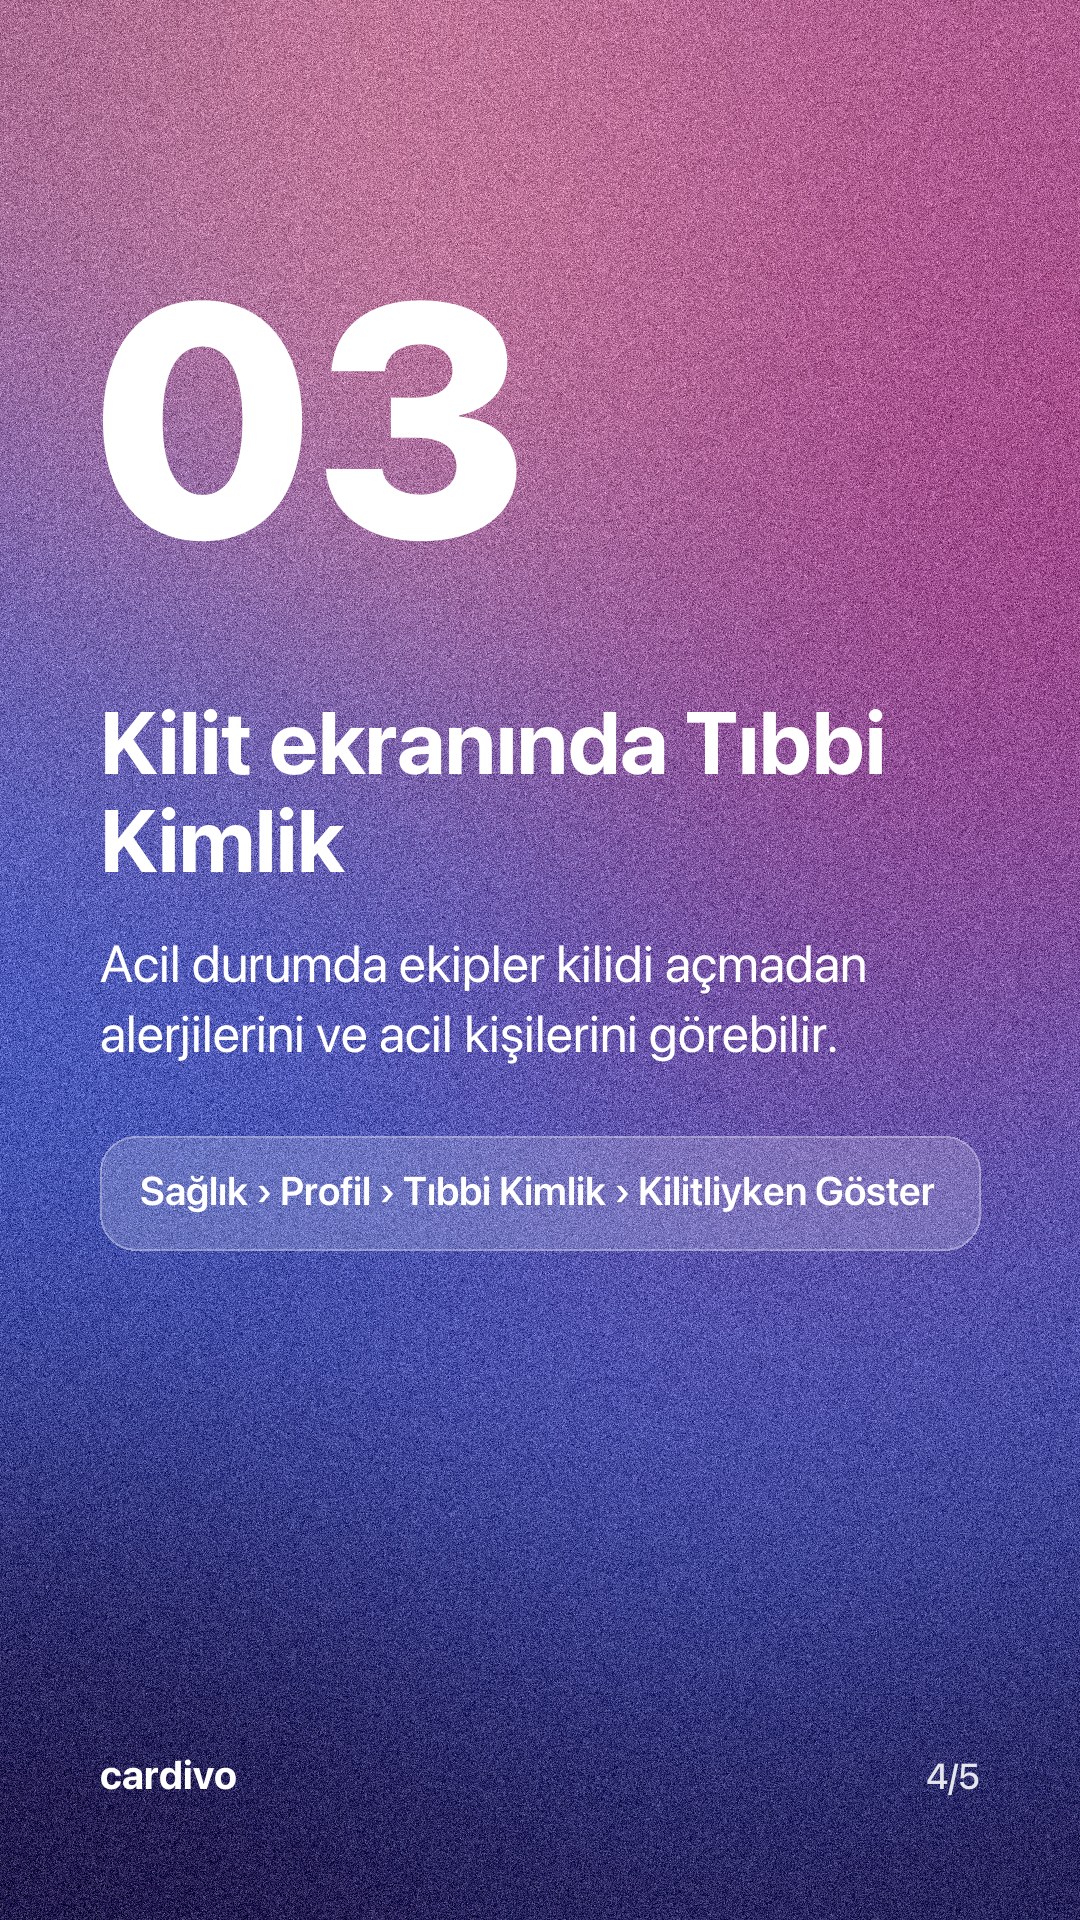 03
Kilit ekranında Tıbbi
Kimlik
Acil durumda ekipler kilidi açmadan
alerjilerini ve acil kişilerini görebilir.
Sağlık › Profil › Tıbbi Kimlik › Kilitliyken Göster
cardivo
4/5